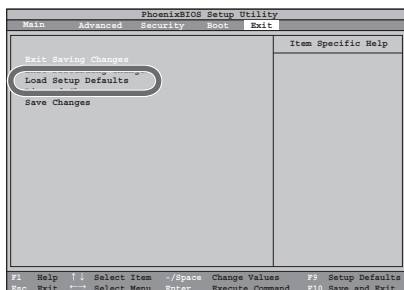 PhoenixBIOS Setup Utility
Main Advanced Security Boot Exit
Item Specific Help
Exit Saving Changes
Load Setup Defaults
Save Changes
F1 Help ↑↓ Select Item -/Space Change Values F9 Setup Defaults
Esc Exit ←→ Select Menu Enter Execute Command F10 Save and Exit